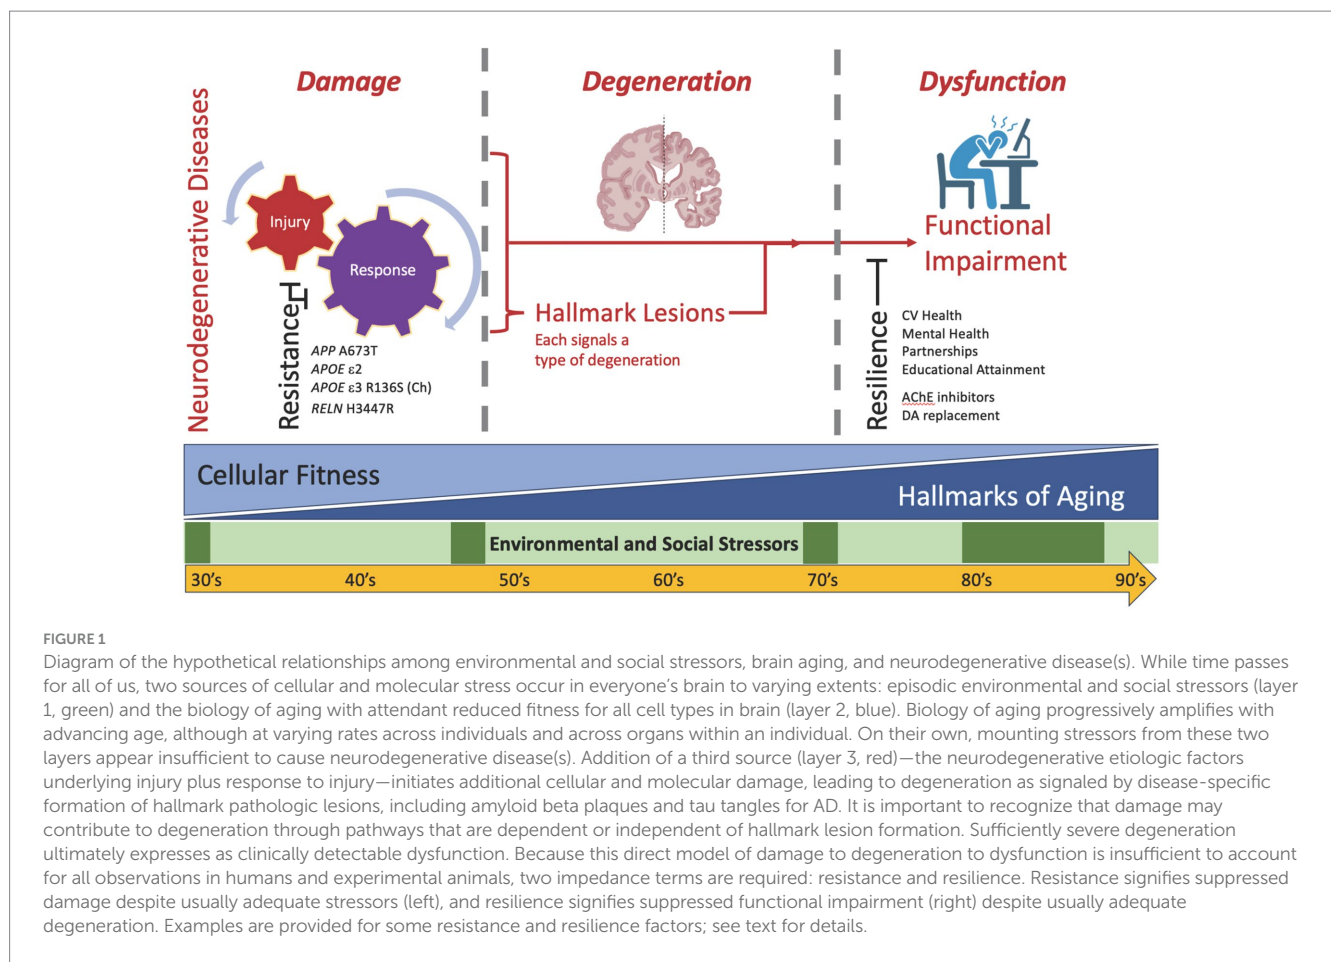 Neurodegenerative Diseases
Damage
Degeneration
Dysfunction
Injury
Response
Resistance
APP A673T
APOE ε2
APOE ε3 R136S (Ch)
RELN H3447R
Hallmark Lesions
Each signals a
type of degeneration
Functional
Impairment
Resilience
CV Health
Mental Health
Partnerships
Educational Attainment
AChE inhibitors
DA replacement
Cellular Fitness
Hallmarks of Aging
Environmental and Social Stressors
30’s 40’s 50’s 60’s 70’s 80’s 90’s
FIGURE 1
Diagram of the hypothetical relationships among environmental and social stressors, brain aging, and neurodegenerative disease(s). While time passes
for all of us, two sources of cellular and molecular stress occur in everyone’s brain to varying extents: episodic environmental and social stressors (layer
1, green) and the biology of aging with attendant reduced fitness for all cell types in brain (layer 2, blue). Biology of aging progressively amplifies with
advancing age, although at varying rates across individuals and across organs within an individual. On their own, mounting stressors from these two
layers appear insufficient to cause neurodegenerative disease(s). Addition of a third source (layer 3, red)—the neurodegenerative etiologic factors
underlying injury plus response to injury—initiates additional cellular and molecular damage, leading to degeneration as signaled by disease-specific
formation of hallmark pathologic lesions, including amyloid beta plaques and tau tangles for AD. It is important to recognize that damage may
contribute to degeneration through pathways that are dependent or independent of hallmark lesion formation. Sufficiently severe degeneration
ultimately expresses as clinically detectable dysfunction. Because this direct model of damage to degeneration to dysfunction is insufficient to account
for all observations in humans and experimental animals, two impedance terms are required: resistance and resilience. Resistance signifies suppressed
damage despite usually adequate stressors (left), and resilience signifies suppressed functional impairment (right) despite usually adequate
degeneration. Examples are provided for some resistance and resilience factors; see text for details.